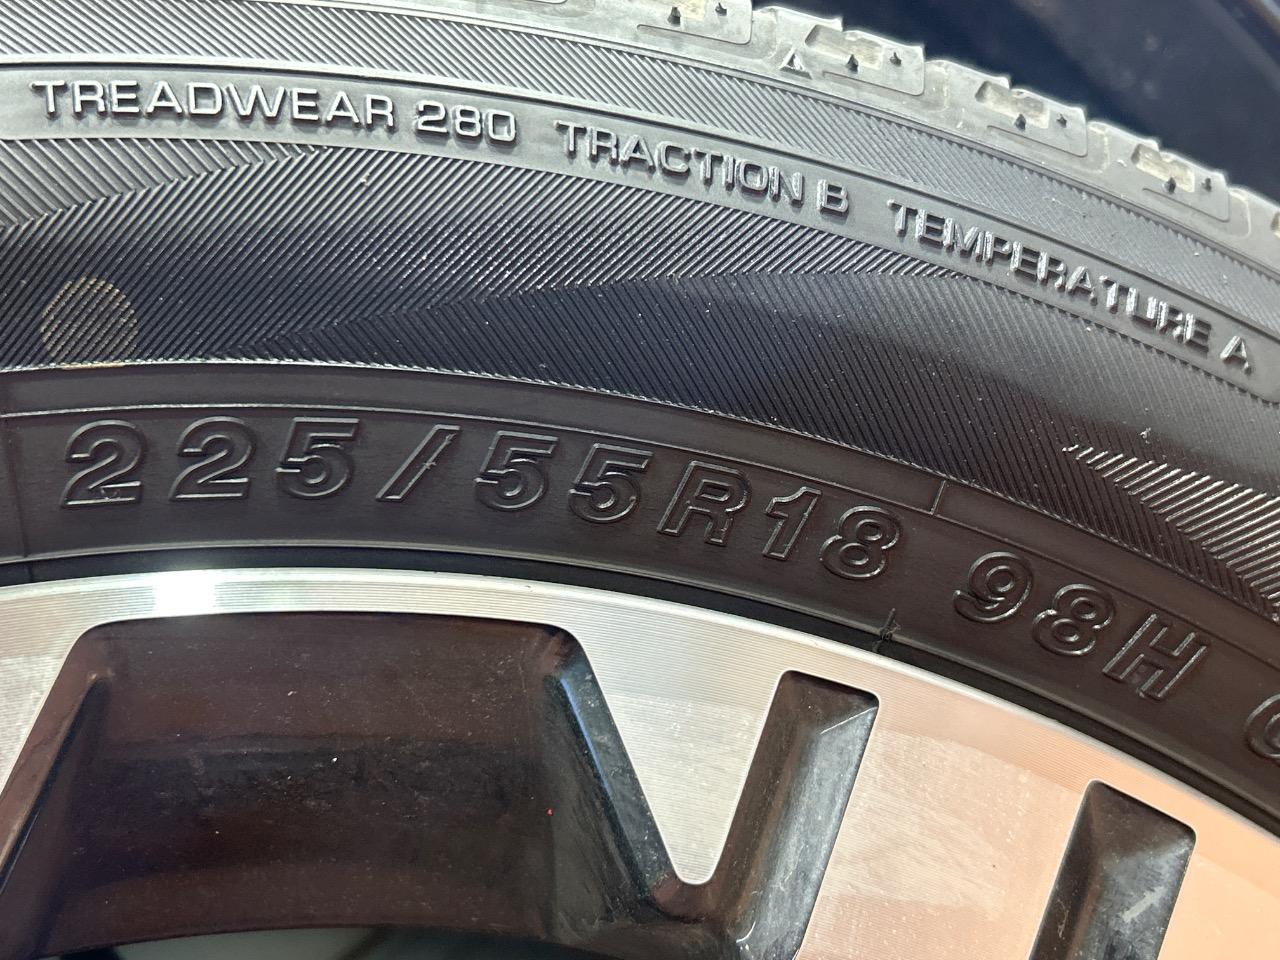 TREADWEAR 280 TRACTION B TEMPERATURE A
225/55R18 98H